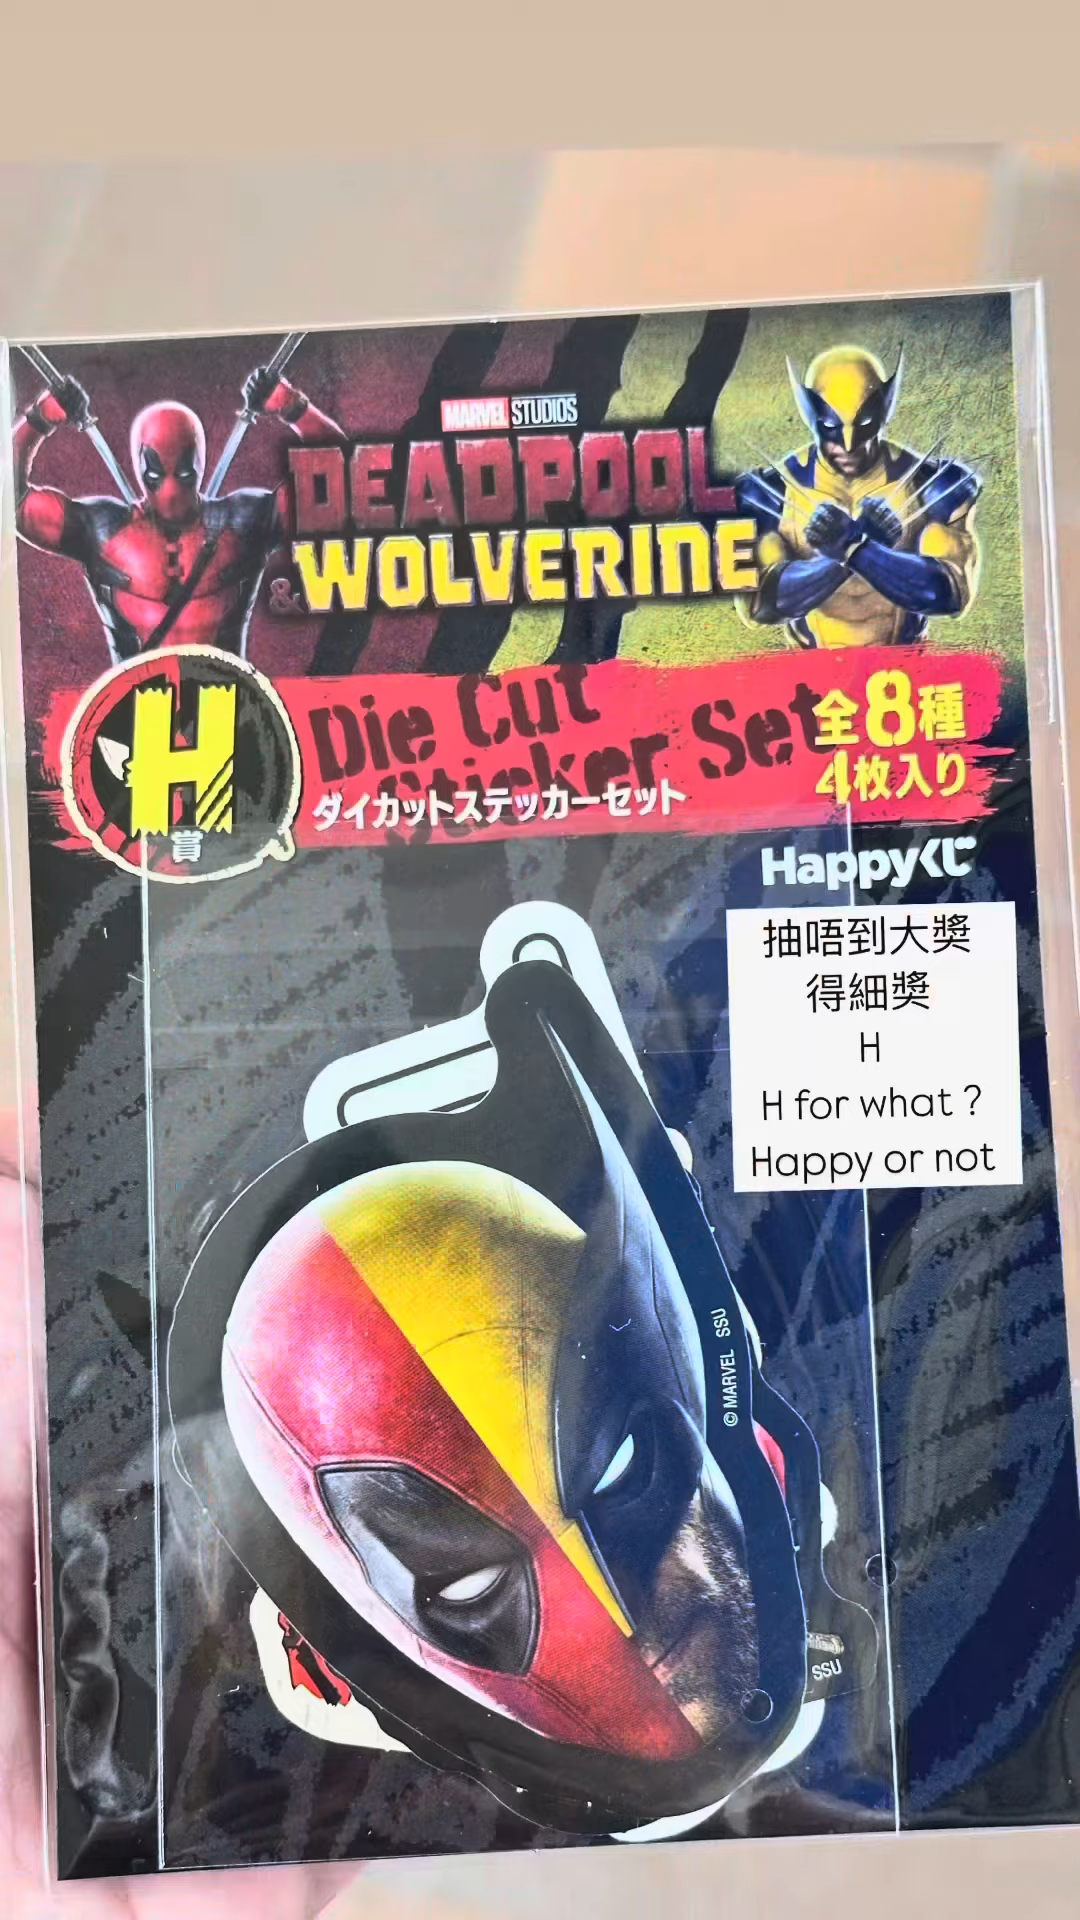 MARVEL STUDIOS
DEADPOOL
&WOLVERINE
H
賞
Die Cut
Sticker Set
ダイカットステッカーセット
全8種
4枚入り
Happyくじ
抽唔到大獎
得細獎
H
H for what ?
Happy or not
© MARVEL SSU
SSU